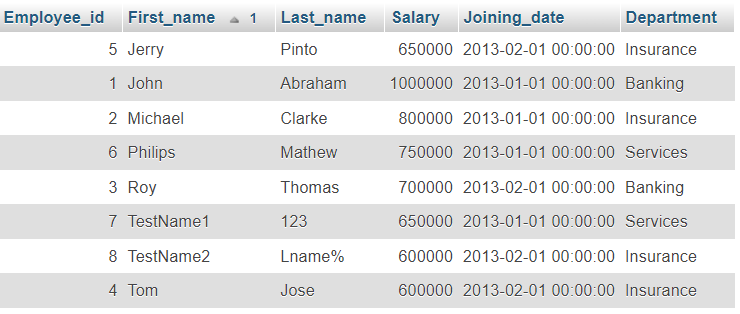 Employee_id First_name 1 Last_name Salary Joining_date Department
5 Jerry Pinto 650000 2013-02-01 00:00:00 Insurance
1 John Abraham 1000000 2013-01-01 00:00:00 Banking
2 Michael Clarke 800000 2013-01-01 00:00:00 Insurance
6 Philips Mathew 750000 2013-01-01 00:00:00 Services
3 Roy Thomas 700000 2013-02-01 00:00:00 Banking
7 TestName1 123 650000 2013-01-01 00:00:00 Services
8 TestName2 Lname% 600000 2013-02-01 00:00:00 Insurance
4 Tom Jose 600000 2013-02-01 00:00:00 Insurance